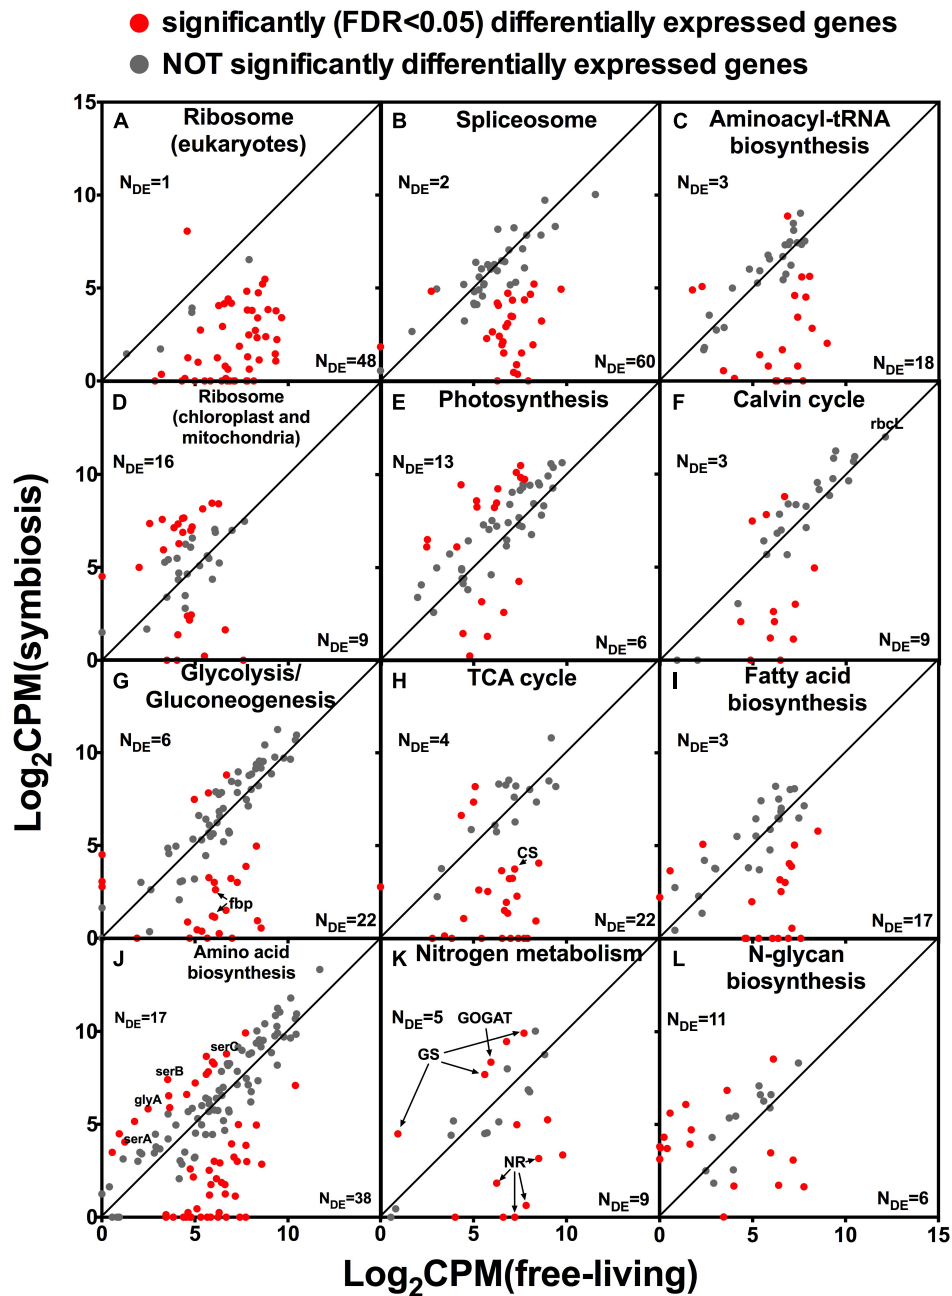 significantly (FDR<0.05) differentially expressed genes
NOT significantly differentially expressed genes
Log2CPM(symbiosis)
15
10
5
0
A
Ribosome
(eukaryotes)
NDE=1
NDE=48
B
Spliceosome
NDE=2
NDE=60
C
Aminoacyl-tRNA
biosynthesis
NDE=3
NDE=18
10
5
0
D
Ribosome
(chloroplast and
mitochondria)
NDE=16
NDE=9
E
Photosynthesis
NDE=13
NDE=6
F
Calvin cycle
rbcL
NDE=3
NDE=9
10
5
0
G
Glycolysis/
Gluconeogenesis
NDE=6
fbp
NDE=22
H
TCA cycle
NDE=4
CS
NDE=22
I
Fatty acid
biosynthesis
NDE=3
NDE=17
10
5
0
J
Amino acid
biosynthesis
NDE=17
serC
serB
glyA
serA
NDE=38
K
Nitrogen metabolism
NDE=5
GOGAT
GS
NR
NDE=9
L
N-glycan
biosynthesis
NDE=11
NDE=6
0 5 10 0 5 10 0 5 10 15
Log2CPM(free-living)